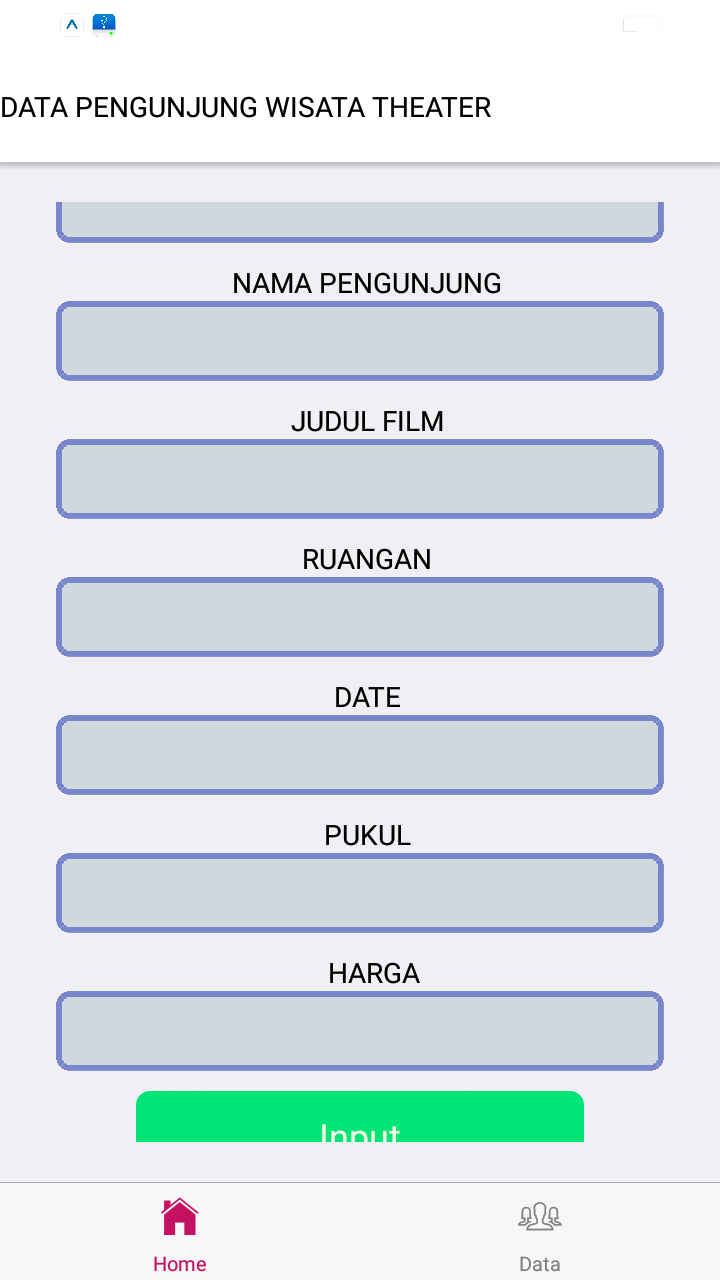 DATA PENGUNJUNG WISATA THEATER
NAMA PENGUNJUNG
JUDUL FILM
RUANGAN
DATE
PUKUL
HARGA
Input
Home
Data